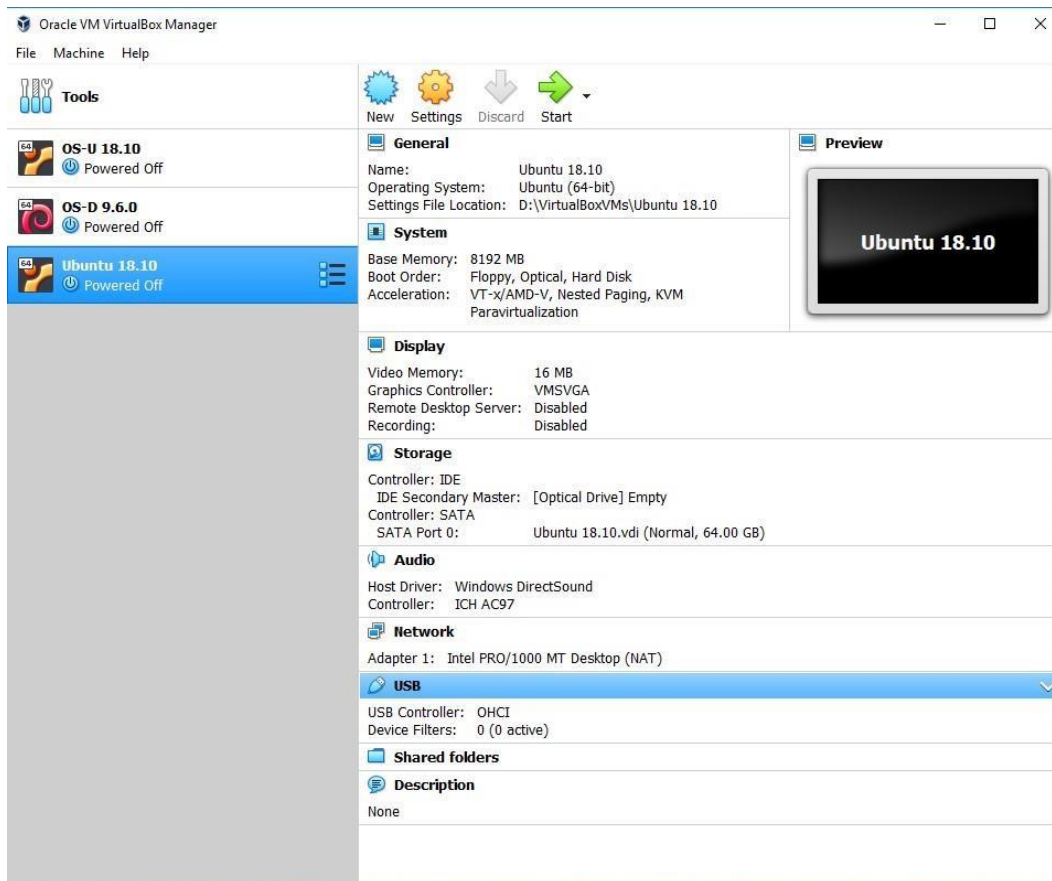 Oracle VM VirtualBox Manager
File Machine Help
Tools
64
OS-U 18.10
Powered Off
64
OS-D 9.6.0
Powered Off
64
Ubuntu 18.10
Powered Off
New Settings Discard Start
General
Name: Ubuntu 18.10
Operating System: Ubuntu (64-bit)
Settings File Location: D:\VirtualBoxVMs\Ubuntu 18.10
Preview
Ubuntu 18.10
System
Base Memory: 8192 MB
Boot Order: Floppy, Optical, Hard Disk
Acceleration: VT-x/AMD-V, Nested Paging, KVM
Paravirtualization
Display
Video Memory: 16 MB
Graphics Controller: VMSVGA
Remote Desktop Server: Disabled
Recording: Disabled
Storage
Controller: IDE
IDE Secondary Master: [Optical Drive] Empty
Controller: SATA
SATA Port 0: Ubuntu 18.10.vdi (Normal, 64.00 GB)
Audio
Host Driver: Windows DirectSound
Controller: ICH AC97
Network
Adapter 1: Intel PRO/1000 MT Desktop (NAT)
USB
USB Controller: OHCI
Device Filters: 0 (0 active)
Shared folders
Description
None